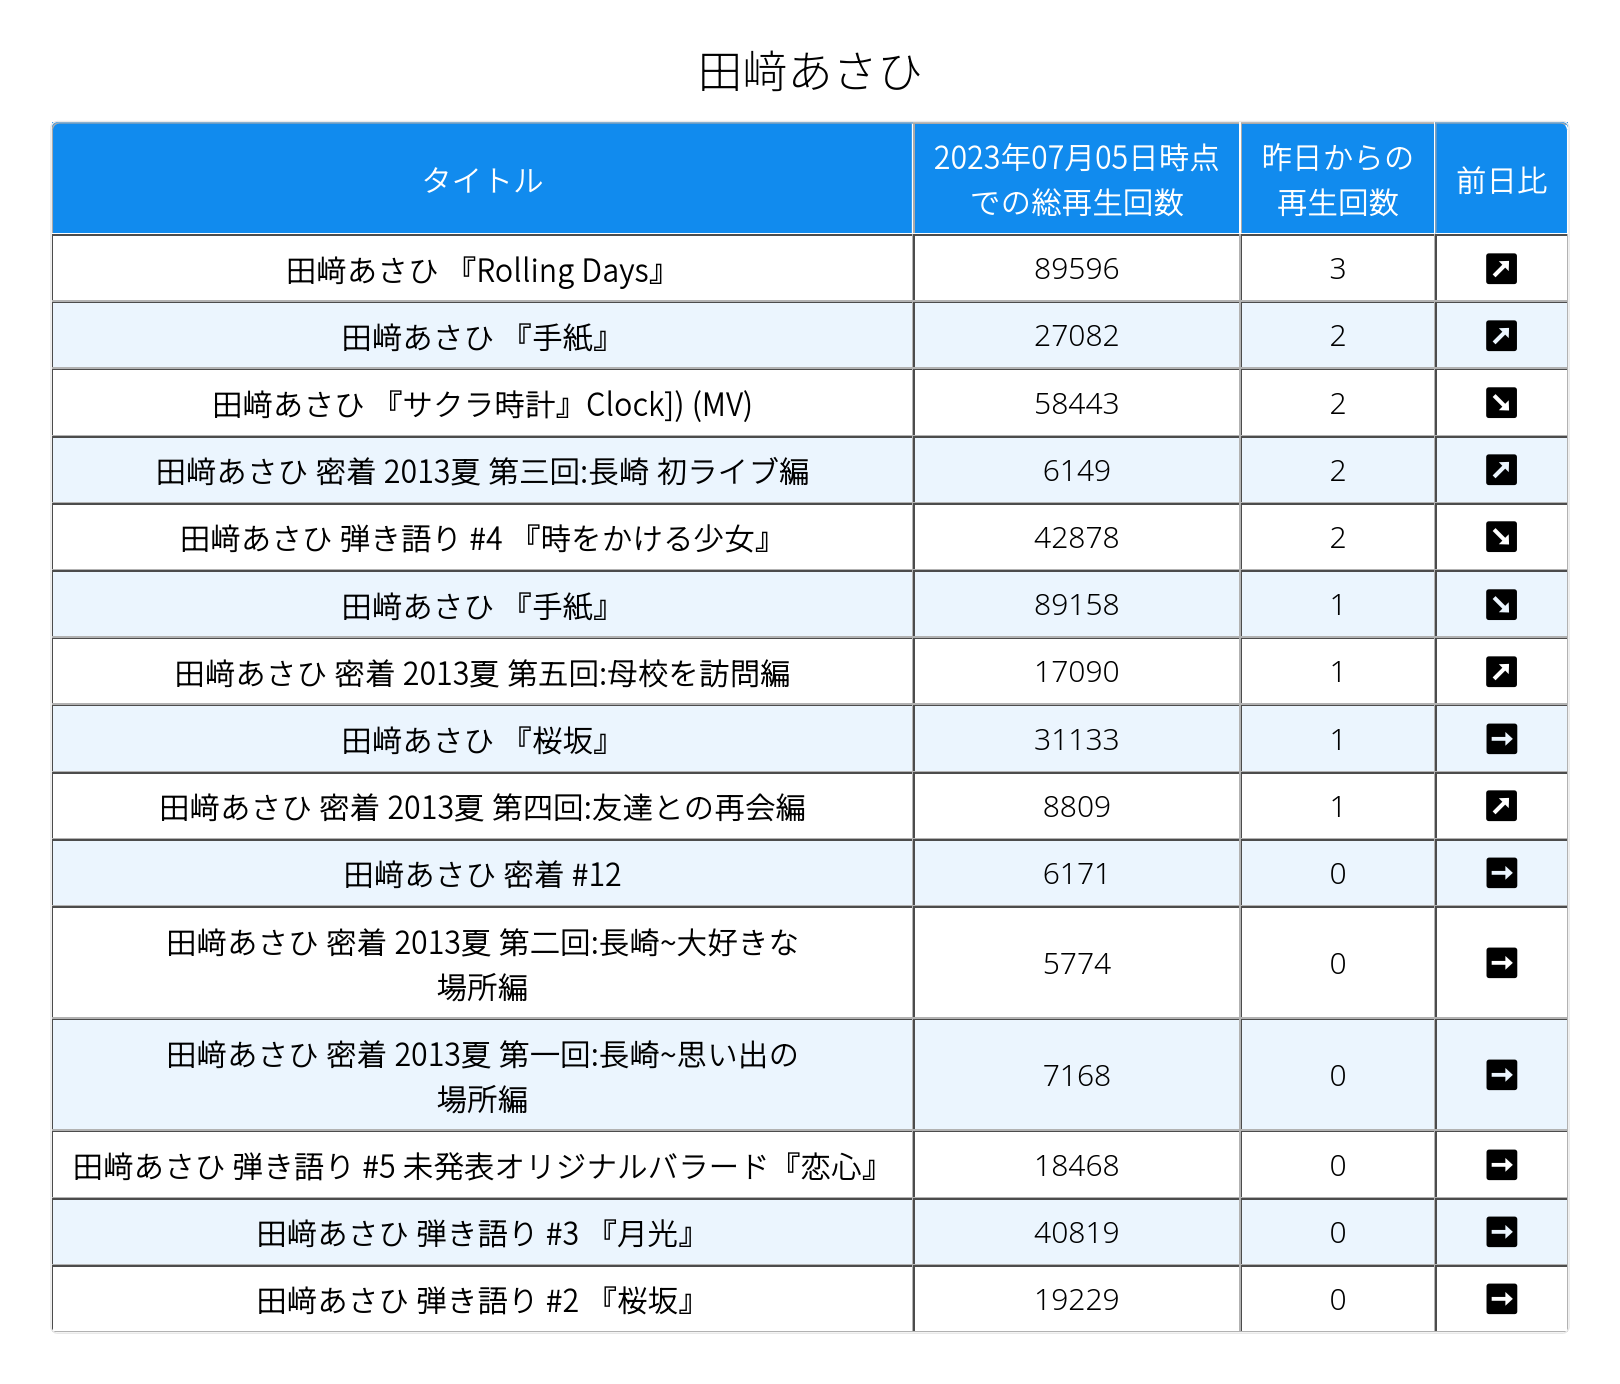 田﨑あさひ
タイトル
2023年07月05日時点
での総再生回数
昨日からの
再生回数
前日比
田﨑あさひ 『Rolling Days』 89596 3
田﨑あさひ 『手紙』 27082 2
田﨑あさひ 『サクラ時計』Clock]) (MV) 58443 2
田﨑あさひ 密着 2013夏 第三回:長崎 初ライブ編 6149 2
田﨑あさひ 弾き語り #4 『時をかける少女』 42878 2
田﨑あさひ 『手紙』 89158 1
田﨑あさひ 密着 2013夏 第五回:母校を訪問編 17090 1
田﨑あさひ 『桜坂』 31133 1
田﨑あさひ 密着 2013夏 第四回:友達との再会編 8809 1
田﨑あさひ 密着 #12 6171 0
田﨑あさひ 密着 2013夏 第二回:長崎~大好きな
場所編 5774 0
田﨑あさひ 密着 2013夏 第一回:長崎~思い出の
場所編 7168 0
田﨑あさひ 弾き語り #5 未発表オリジナルバラード『恋心』 18468 0
田﨑あさひ 弾き語り #3 『月光』 40819 0
田﨑あさひ 弾き語り #2 『桜坂』 19229 0